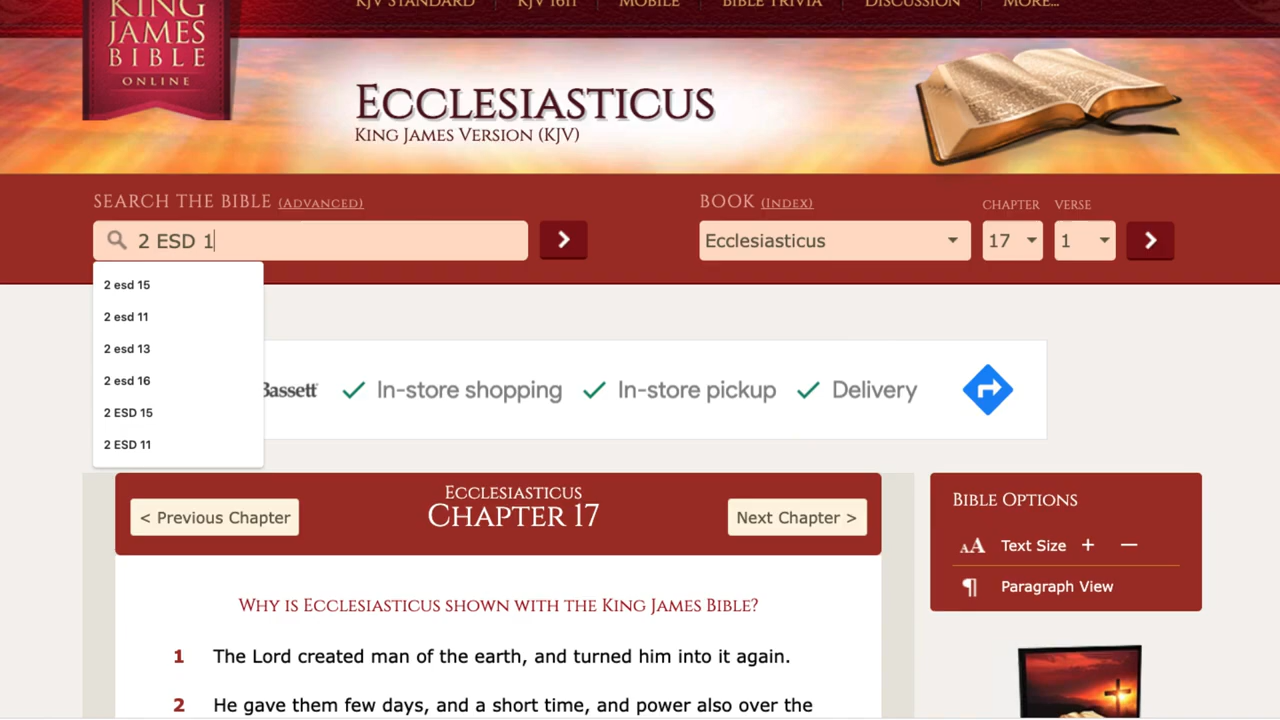 KING
JAMES
BIBLE
ONLINE
KJV STANDARD
KJV 1611
MOBILE
BIBLE TRIVIA
DISCUSSION
MORE...
ECCLESIASTICUS
KING JAMES VERSION (KJV)
SEARCH THE BIBLE (ADVANCED)
BOOK (INDEX)
CHAPTER
VERSE
2 ESD 1
Ecclesiasticus
17
1
2 esd 15
2 esd 11
2 esd 13
2 esd 16
2 ESD 15
2 ESD 11
Bassett
In-store shopping
In-store pickup
Delivery
< Previous Chapter
ECCLESIASTICUS
CHAPTER 17
Next Chapter >
BIBLE OPTIONS
AA Text Size + −
¶ Paragraph View
WHY IS ECCLESIASTICUS SHOWN WITH THE KING JAMES BIBLE?
1 The Lord created man of the earth, and turned him into it again.
2 He gave them few days, and a short time, and power also over the